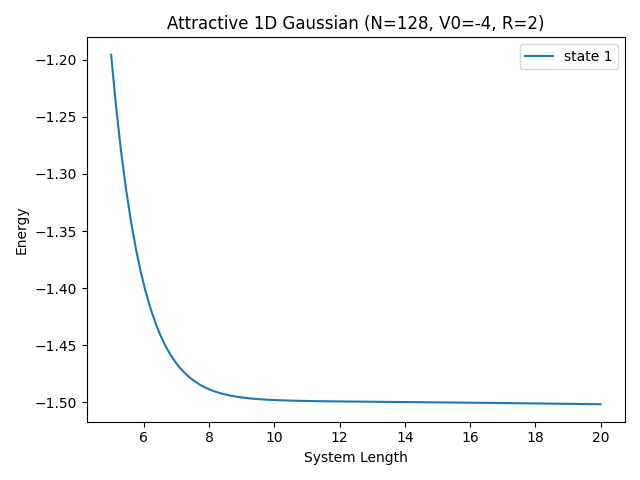 Attractive 1D Gaussian (N=128, V0=-4, R=2)
state 1
−1.20
−1.25
−1.30
−1.35
−1.40
−1.45
−1.50
Energy
6 8 10 12 14 16 18 20
System Length